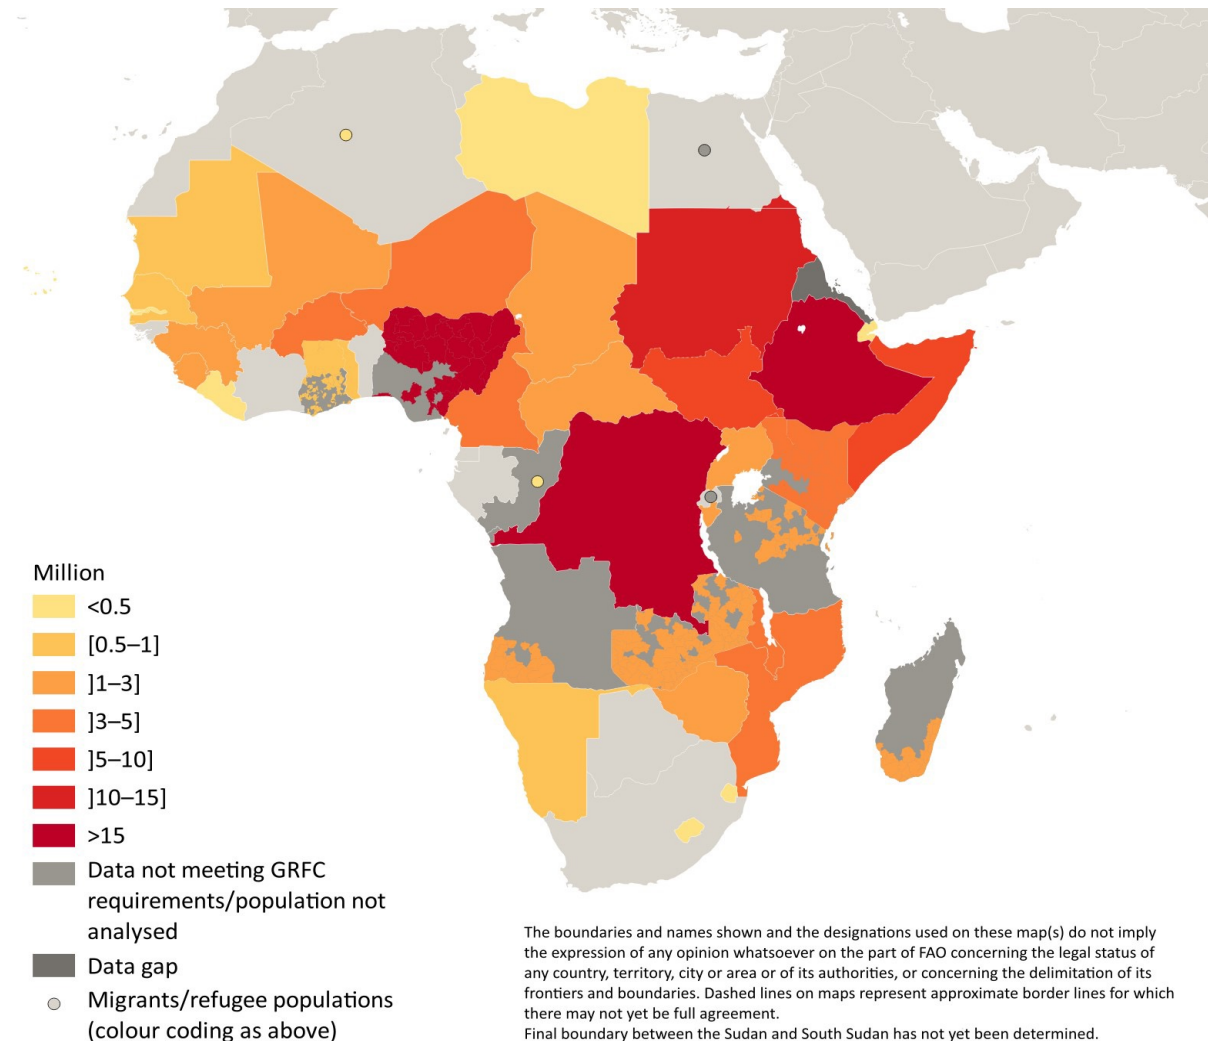 Million
<0.5
[0.5–1]
]1–3]
]3–5]
]5–10]
]10–15]
>15
Data not meeting GRFC
requirements/population not
analysed
Data gap
Migrants/refugee populations
(colour coding as above)
The boundaries and names shown and the designations used on these map(s) do not imply
the expression of any opinion whatsoever on the part of FAO concerning the legal status of
any country, territory, city or area or of its authorities, or concerning the delimitation of its
frontiers and boundaries. Dashed lines on maps represent approximate border lines for which
there may not yet be full agreement.
Final boundary between the Sudan and South Sudan has not yet been determined.